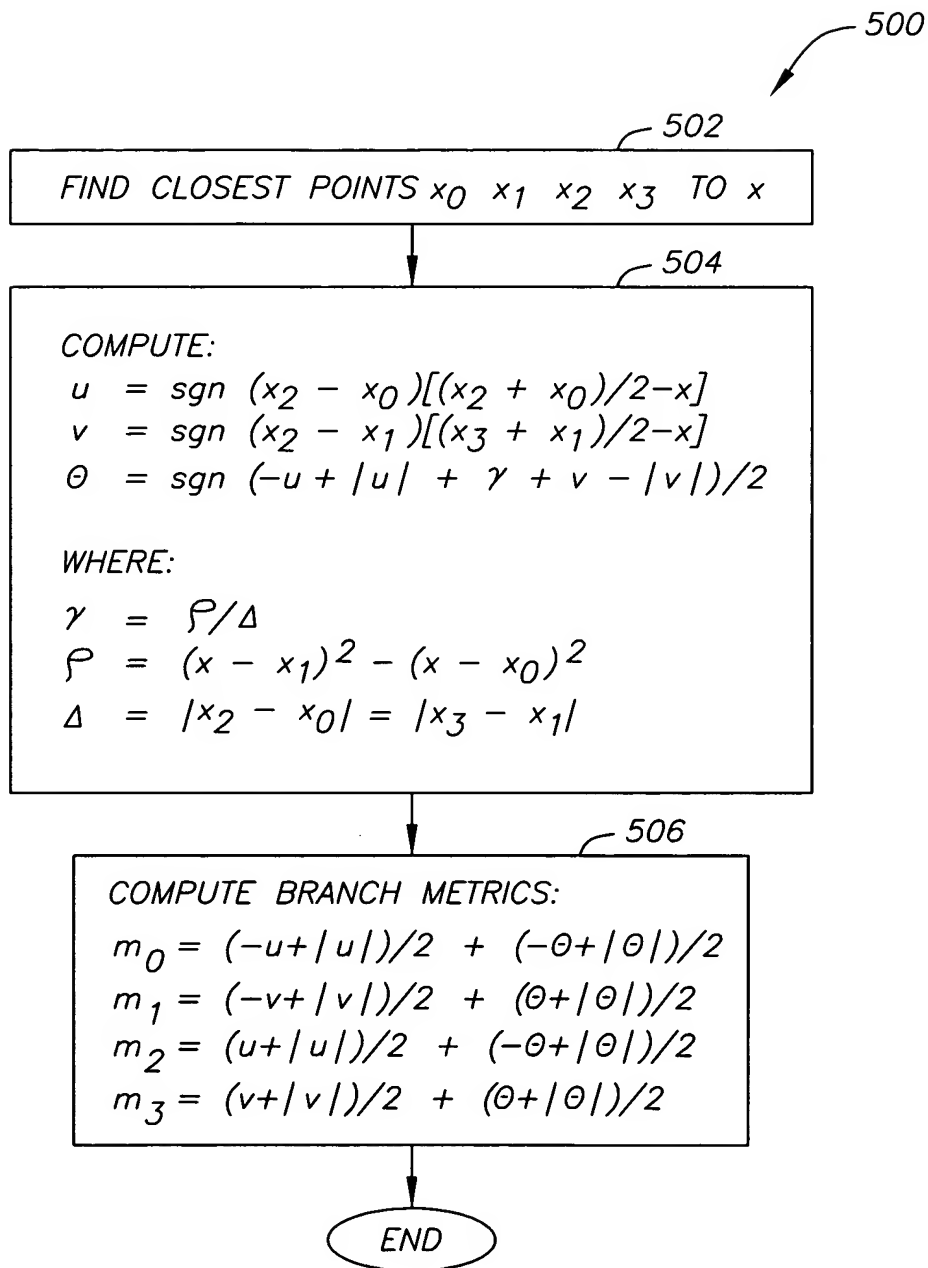 500
502
FIND CLOSEST POINTS x₀ x₁ x₂ x₃ TO x
504
COMPUTE:
u = sgn (x₂ − x₀)[(x₂ + x₀)/2−x]
v = sgn (x₂ − x₁)[(x₃ + x₁)/2−x]
Θ = sgn (−u + |u| + γ + v − |v|)/2
WHERE:
γ = ρ/Δ
ρ = (x − x₁)² − (x − x₀)²
Δ = |x₂ − x₀| = |x₃ − x₁|
506
COMPUTE BRANCH METRICS:
m₀ = (−u+|u|)/2 + (−Θ+|Θ|)/2
m₁ = (−v+|v|)/2 + (Θ+|Θ|)/2
m₂ = (u+|u|)/2 + (−Θ+|Θ|)/2
m₃ = (v+|v|)/2 + (Θ+|Θ|)/2
END